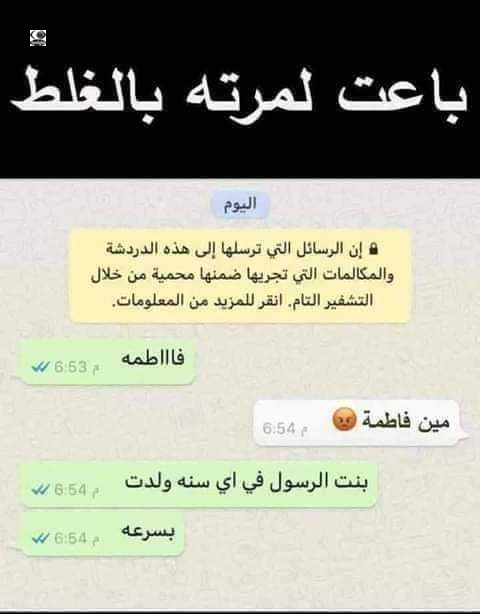 باعت لمرته بالغلط
اليوم
إن الرسائل التي ترسلها إلى هذه الدردشة
والمكالمات التي تجريها ضمنها محمية من خلال
التشفير التام. انقر للمزيد من المعلومات.
فااطمه
6:53 م
مين فاطمة 😡
6:54 م
بنت الرسول في اي سنه ولدت
6:54 م
بسرعه
6:54 م